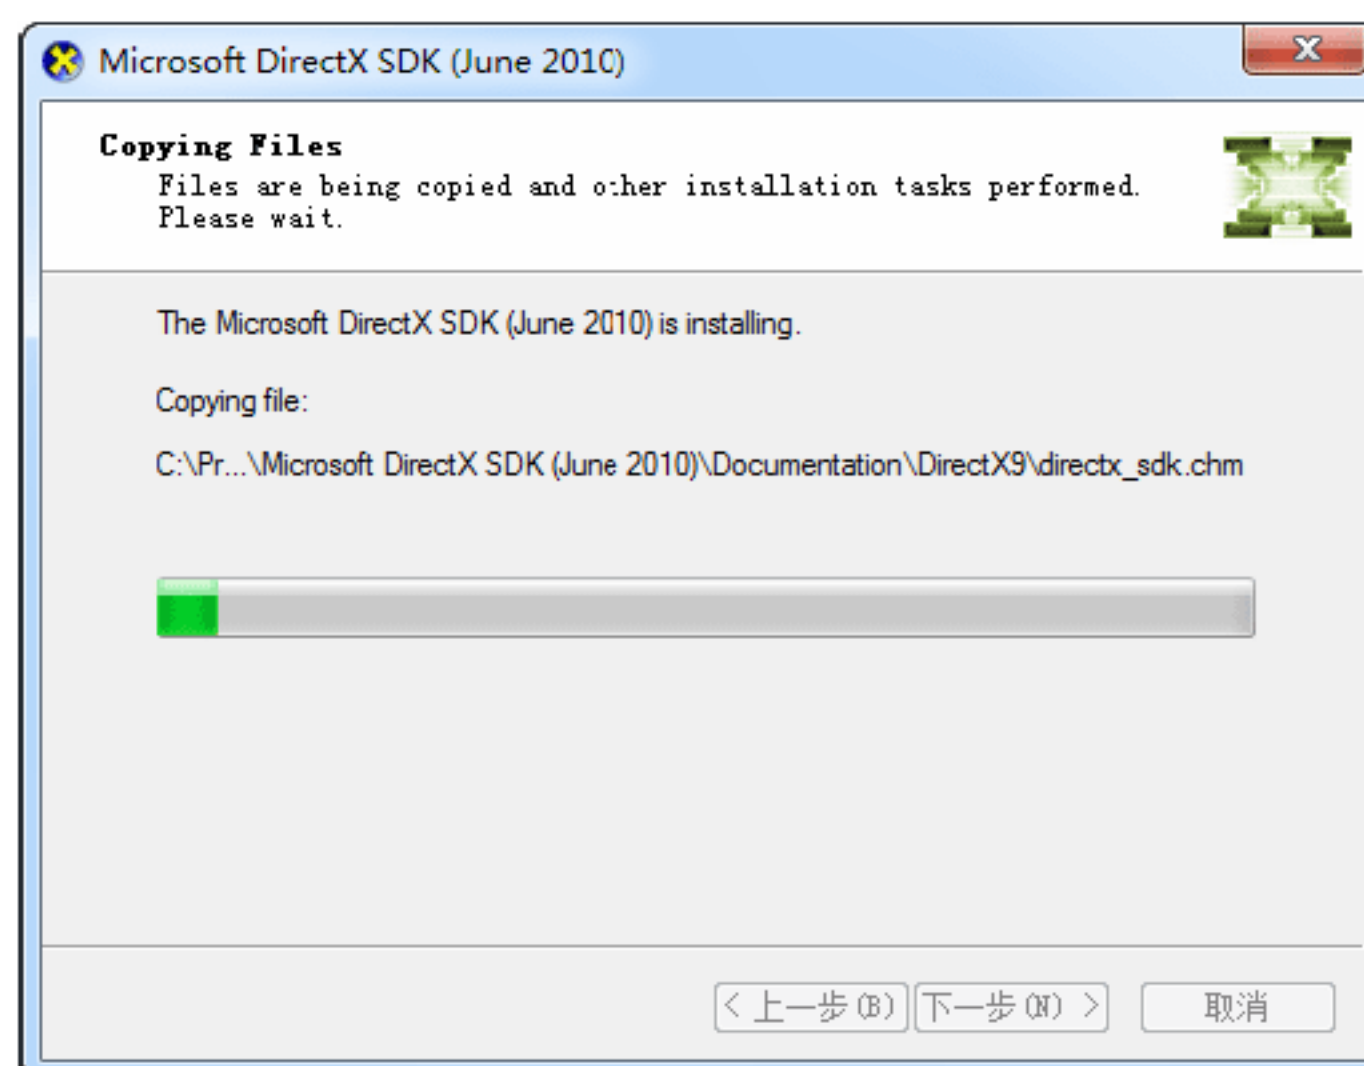 Microsoft DirectX SDK (June 2010)
Copying Files
Files are being copied and other installation tasks performed.
Please wait.
The Microsoft DirectX SDK (June 2010) is installing.
Copying file:
C:\Pr...\Microsoft DirectX SDK (June 2010)\Documentation\DirectX9\directx_sdk.chm
< 上一步(B) 下一步(N) > 取消